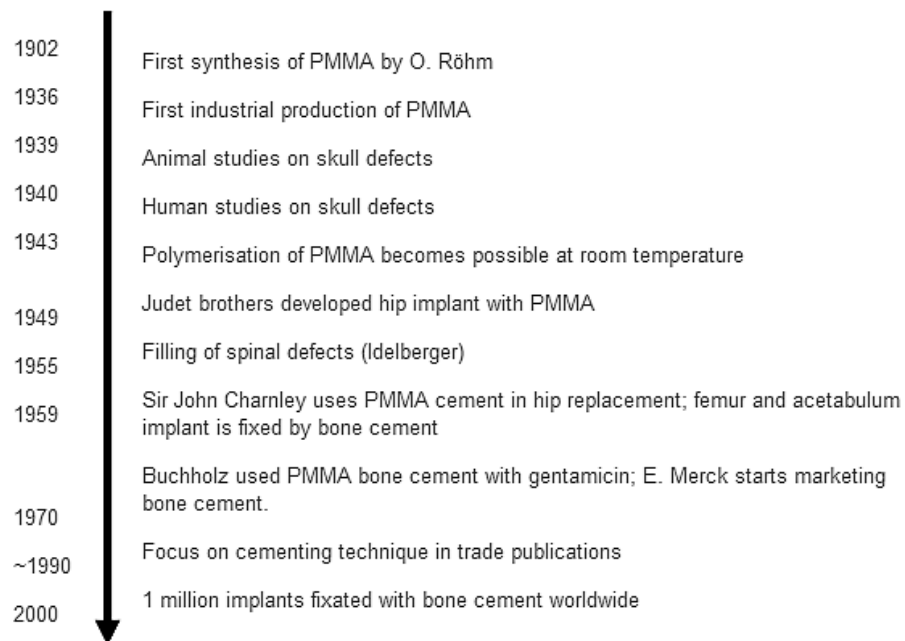 1902
First synthesis of PMMA by O. Röhm
1936
First industrial production of PMMA
1939
Animal studies on skull defects
1940
Human studies on skull defects
1943
Polymerisation of PMMA becomes possible at room temperature
1949
Judet brothers developed hip implant with PMMA
1955
Filling of spinal defects (Idelberger)
1959
Sir John Charnley uses PMMA cement in hip replacement; femur and acetabulum
implant is fixed by bone cement
1970
Buchholz used PMMA bone cement with gentamicin; E. Merck starts marketing
bone cement.
~1990
Focus on cementing technique in trade publications
2000
1 million implants fixated with bone cement worldwide